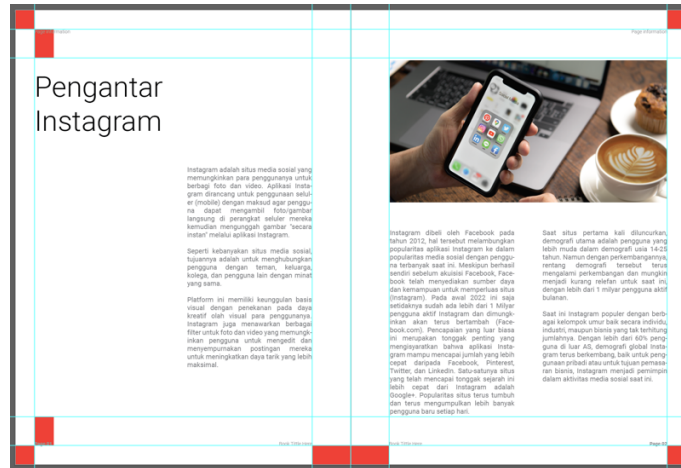 Page Information
Pengantar
Instagram
Instagram adalah situs media sosial yang
memungkinkan para penggunanya untuk
berbagi foto dan video. Aplikasi Insta-
gram dirancang untuk penggunaan selul-
er (mobile) dengan maksud agar penggu-
na dapat mengambil foto/gambar
langsung di perangkat seluler mereka
kemudian mengunggah gambar "secara
instan" melalui aplikasi Instagram.
Seperti kebanyakan situs media sosial,
tujuannya adalah untuk menghubungkan
pengguna dengan teman, keluarga,
kolega, dan pengguna lain dengan minat
yang sama.
Platform ini memiliki keunggulan basis
visual dengan penekanan pada daya
kreatif olah visual para penggunanya.
Instagram juga menawarkan berbagai
filter untuk foto dan video yang memungk-
inkan pengguna untuk mengedit dan
menyempurnakan postingan mereka
untuk meningkatkan daya tarik yang lebih
maksimal.
Page Information
Instagram dibeli oleh Facebook pada
tahun 2012, hal tersebut melambungkan
popularitas aplikasi Instagram ke dalam
popularitas media sosial dengan penggu-
na terbanyak saat ini. Meskipun berhasil
sendiri sebelum akuisisi Facebook, Face-
book telah menyediakan sumber daya
dan kemampuan untuk memperluas situs
(Instagram). Pada awal 2022 ini saja
setidaknya sudah ada lebih dari 1 Milyar
pengguna aktif Instagram dan dimungk-
inkan akan terus bertambah (Face-
book.com). Pencapaian yang luar biasa
ini merupakan tonggak penting yang
mengisyaratkan bahwa aplikasi Insta-
gram mampu mencapai jumlah yang lebih
cepat daripada Facebook, Pinterest,
Twitter, dan Linkedin. Satu-satunya situs
yang telah mencapai tonggak sejarah ini
lebih cepat dari Instagram adalah
Google+. Popularitas situs terus tumbuh
dan terus mengumpulkan lebih banyak
pengguna baru setiap hari.
Saat situs pertama kali diluncurkan,
demografi utama adalah pengguna yang
lebih muda dalam demografi usia 14-25
tahun. Namun dengan perkembangannya,
rentang demografi tersebut terus
mengalami perkembangan dan mungkin
menjadi kurang relefan untuk saat ini,
dengan lebih dari 1 milyar pengguna aktif
bulanan.
Saat ini Instagram populer dengan berb-
agai kelompok umur baik secara individu,
industri, maupun bisnis yang tak terhitung
jumlahnya. Dengan lebih dari 60% peng-
guna di luar AS, demografi global Insta-
gram terus berkembang, baik untuk peng-
gunaan pribadi atau untuk tujuan pemasa-
ran bisnis, Instagram menjadi pemimpin
dalam aktivitas media sosial saat ini.